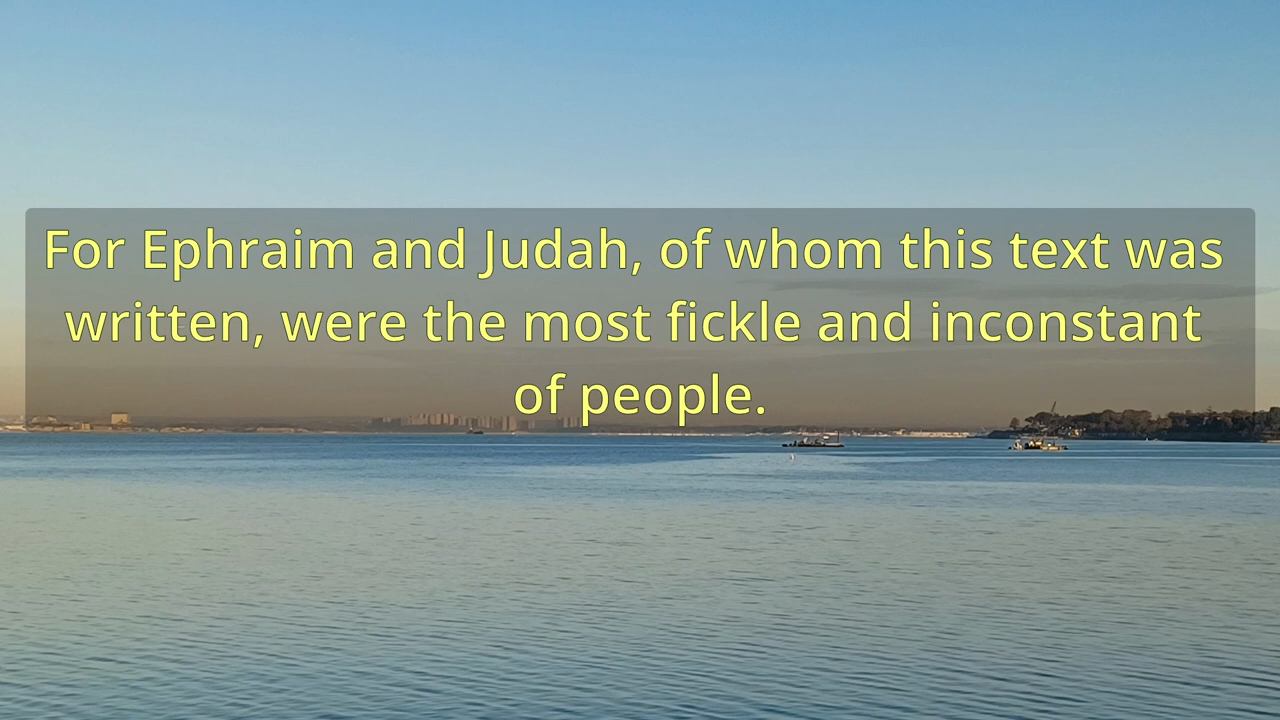 For Ephraim and Judah, of whom this text was
written, were the most fickle and inconstant
of people.